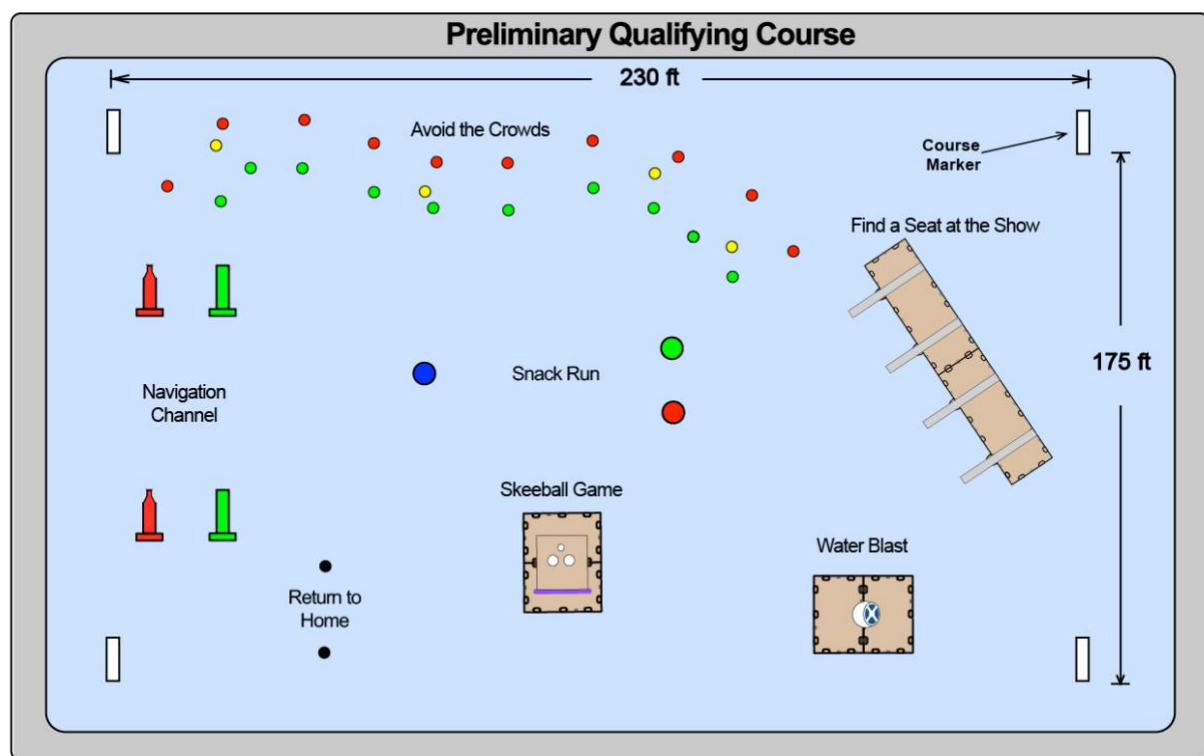 Preliminary Qualifying Course
230 ft
Avoid the Crowds
Course
Marker
Find a Seat at the Show
175 ft
Snack Run
Navigation
Channel
Skeeball Game
Water Blast
Return to
Home